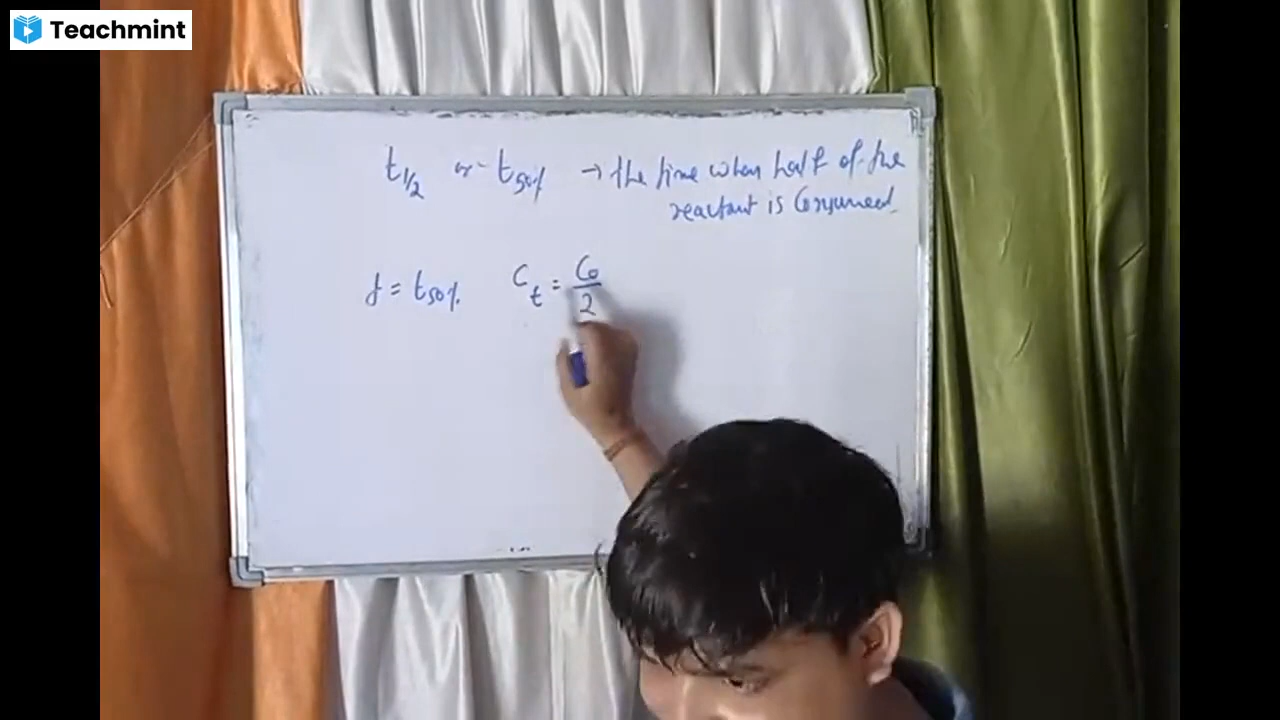 Teachmint
t1/2 or t50% → the time when half of the
reactant is Consumed
t = t50% Ct = C0/2